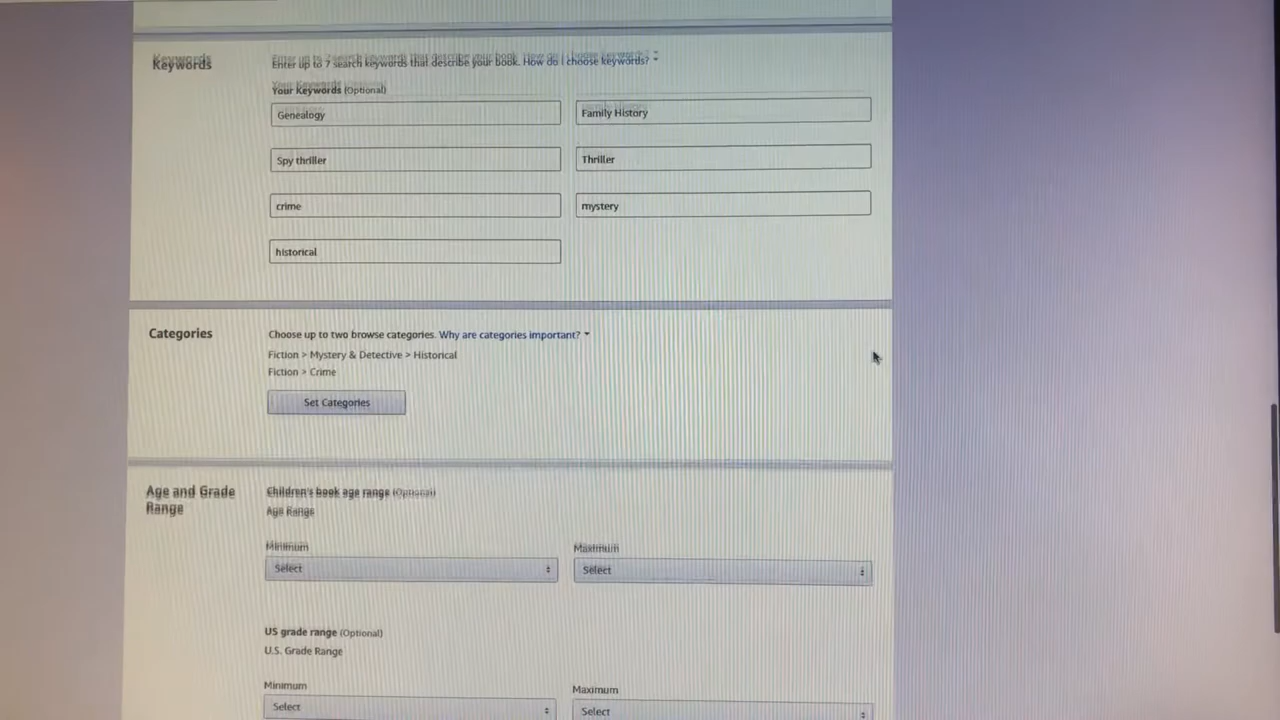 Keywords
Enter up to 7 search keywords that describe your book. How do I choose keywords?
Your Keywords (Optional)
Genealogy
Family History
Spy thriller
Thriller
crime
mystery
historical
Categories
Choose up to two browse categories. Why are categories important?
Fiction > Mystery & Detective > Historical
Fiction > Crime
Set Categories
Age and Grade
Range
Children's book age range (Optional)
Age Range
Minimum
Maximum
Select
Select
US grade range (Optional)
U.S. Grade Range
Minimum
Maximum
Select
Select